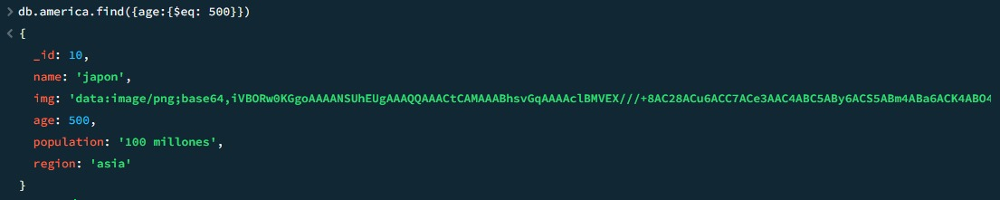 > db.america.find({age:{$eq: 500}})
< {
_id: 10,
name: 'japon',
img: 'data:image/png;base64,iVBORw0KGgoAAAANSUhEUgAAAQQAAACtCAMAAABhsvGqAAAAclBMVEX///+8AC28ACu6ACC7ACe3AAC4ABC5ABy6ACS5ABm4ABa6ACK4ABO4
age: 500,
population: '100 millones',
region: 'asia'
}